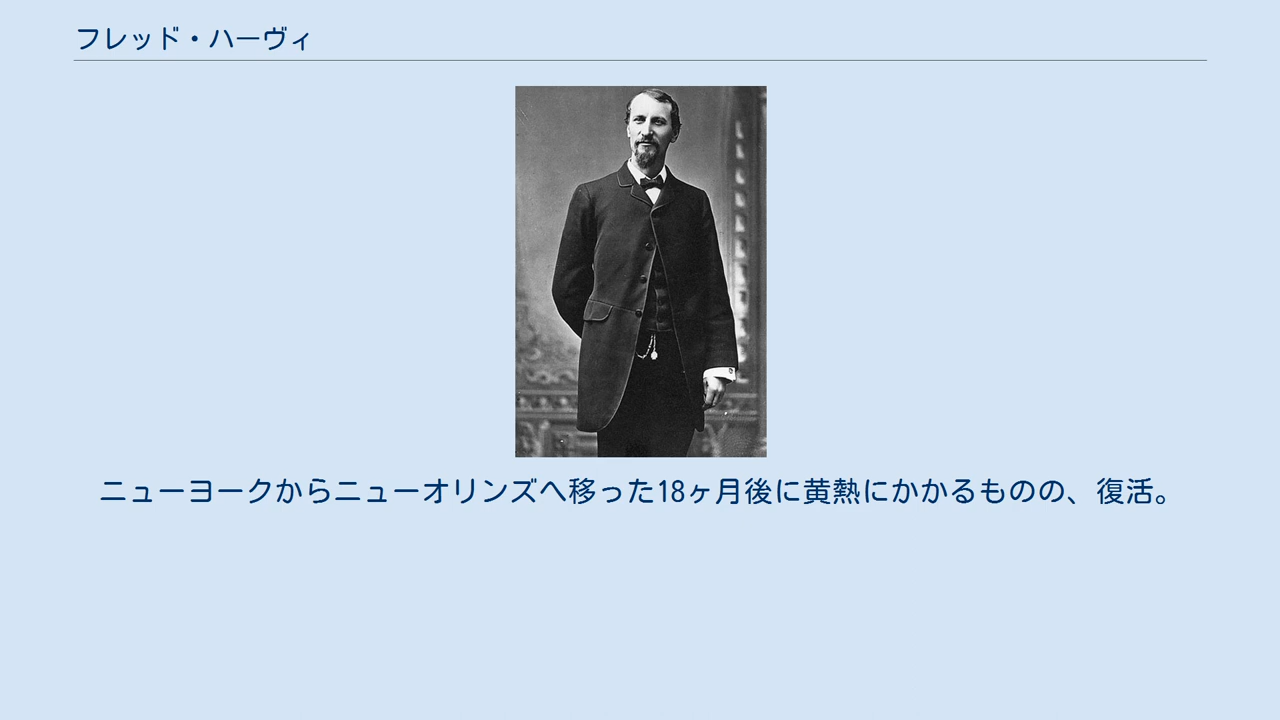 フレッド・ハーヴィ
ニューヨークからニューオリンズへ移った18ヶ月後に黄熱にかかるものの、復活。